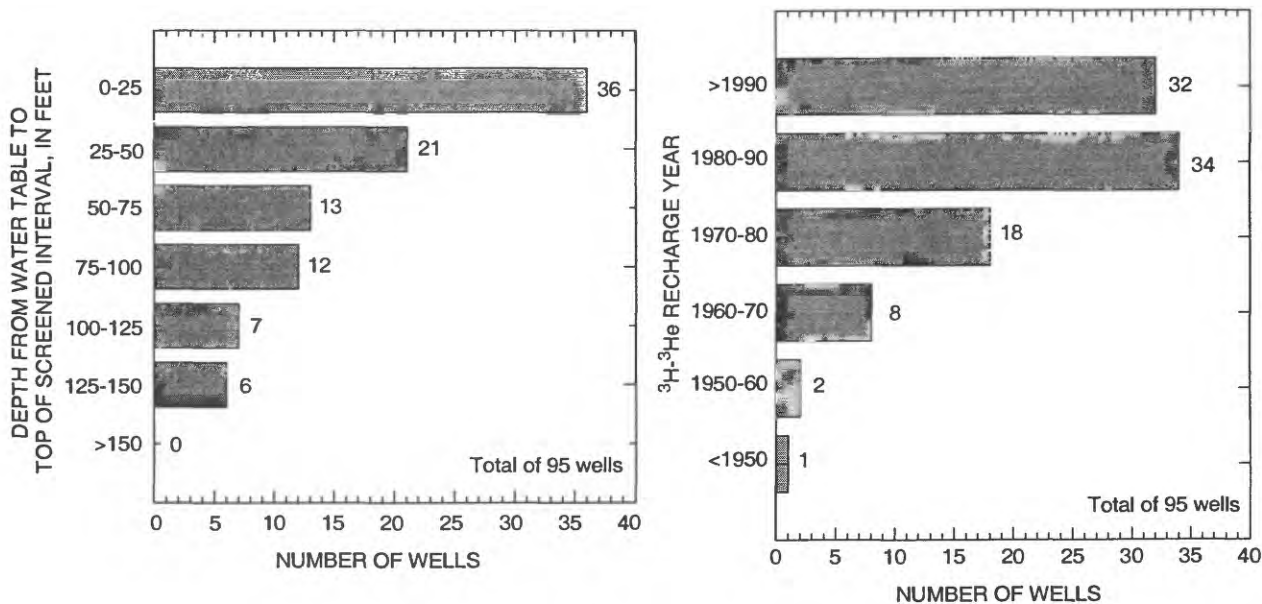 DEPTH FROM WATER TABLE TO
TOP OF SCREENED INTERVAL, IN FEET
0-25
36
25-50
21
50-75
13
75-100
12
100-125
7
125-150
6
>150
0
Total of 95 wells
0 5 10 15 20 25 30 35 40
NUMBER OF WELLS
³H-³He RECHARGE YEAR
>1990
32
1980-90
34
1970-80
18
1960-70
8
1950-60
2
<1950
1
Total of 95 wells
0 5 10 15 20 25 30 35 40
NUMBER OF WELLS